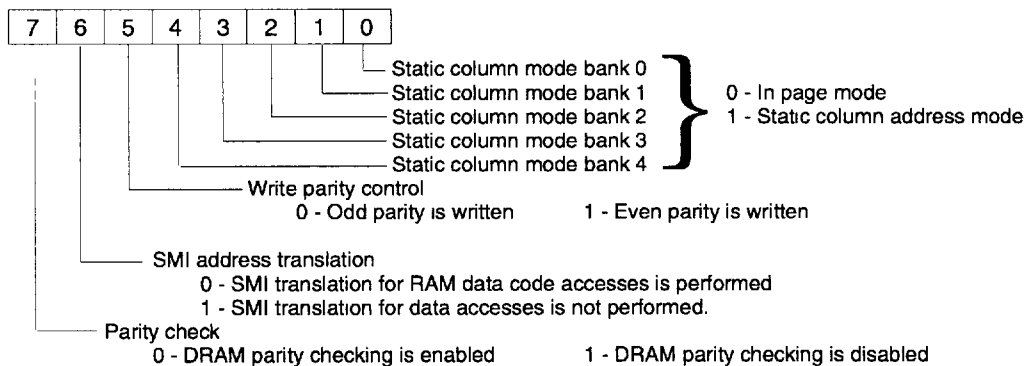 7 6 5 4 3 2 1 0
Static column mode bank 0
Static column mode bank 1
Static column mode bank 2
Static column mode bank 3
Static column mode bank 4
0 - In page mode
1 - Static column address mode
Write parity control
0 - Odd parity is written 1 - Even parity is written
SMI address translation
0 - SMI translation for RAM data code accesses is performed
1 - SMI translation for data accesses is not performed.
Parity check
0 - DRAM parity checking is enabled 1 - DRAM parity checking is disabled